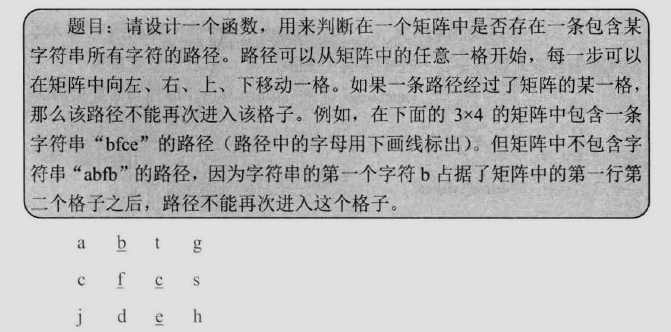 题目：请设计一个函数，用来判断在一个矩阵中是否存在一条包含某
字符串所有字符的路径。路径可以从矩阵中的任意一格开始，每一步可以
在矩阵中向左、右、上、下移动一格。如果一条路径经过了矩阵的某一格，
那么该路径不能再次进入该格子。例如，在下面的 3×4 的矩阵中包含一条
字符串“bfce”的路径（路径中的字母用下画线标出）。但矩阵中不包含字
符串“abfb”的路径，因为字符串的第一个字符 b 占据了矩阵中的第一行第
二个格子之后，路径不能再次进入这个格子。
a b t g
c f c s
j d e h